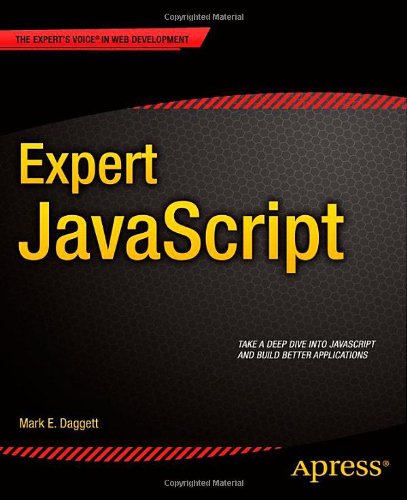 Copyrighted Material
THE EXPERT'S VOICE® IN WEB DEVELOPMENT
Expert
JavaScript
TAKE A DEEP DIVE INTO JAVASCRIPT
AND BUILD BETTER APPLICATIONS
Mark E. Daggett
Apress®
Copyrighted Material